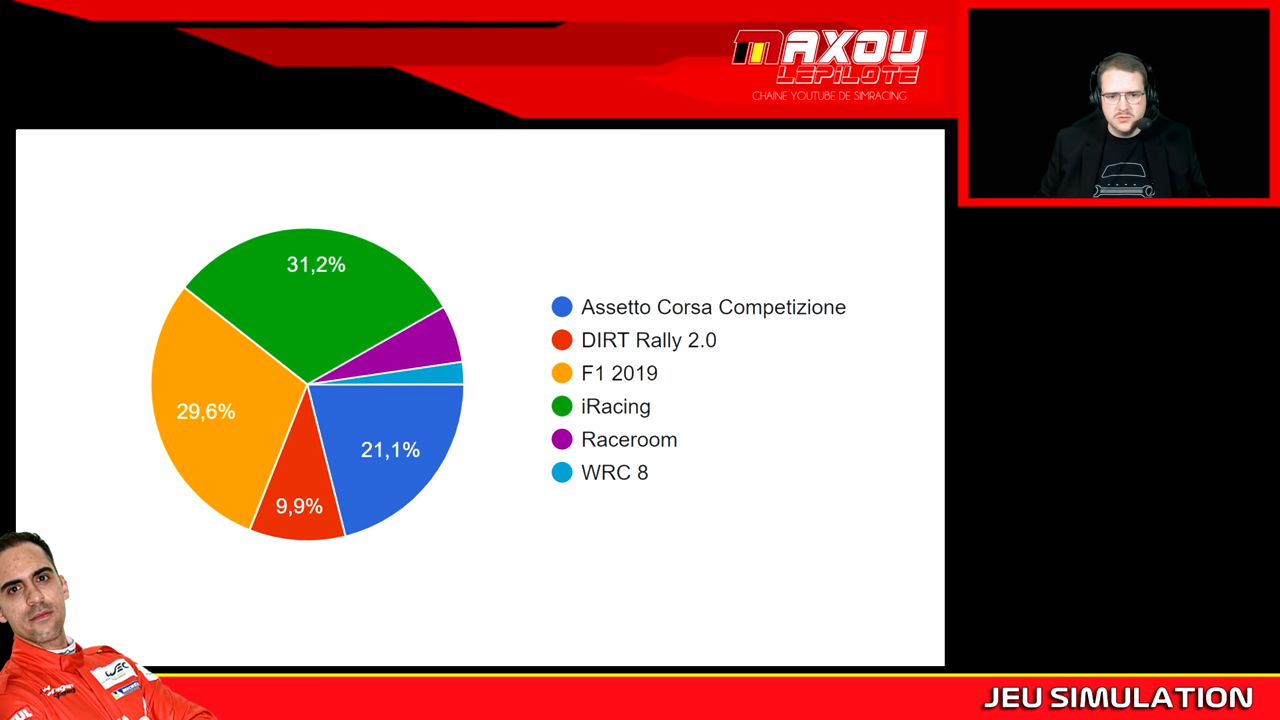 MAXOU
LEPILOTE
CHAINE YOUTUBE DE SIMRACING
31,2%
29,6%
21,1%
9,9%
Assetto Corsa Competizione
DIRT Rally 2.0
F1 2019
iRacing
Raceroom
WRC 8
WEC
JEU SIMULATION